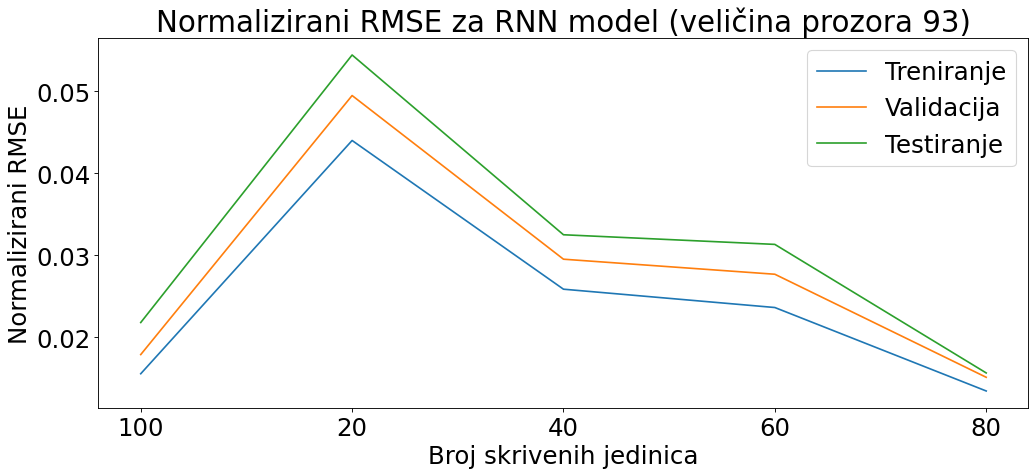 Normalizirani RMSE za RNN model (veličina prozora 93)
Treniranje
Validacija
Testiranje
Normalizirani RMSE
0.05
0.04
0.03
0.02
100 20 40 60 80
Broj skrivenih jedinica